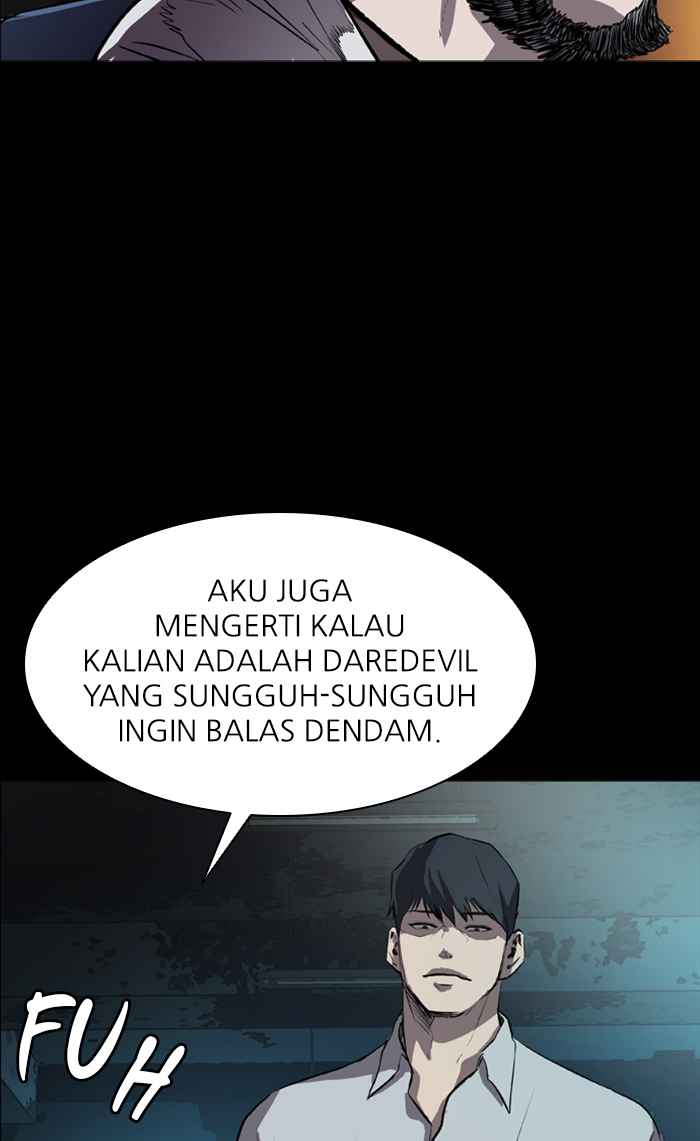 AKU JUGA
MENGERTI KALAU
KALIAN ADALAH DAREDEVIL
YANG SUNGGUH-SUNGGUH
INGIN BALAS DENDAM.
FUH